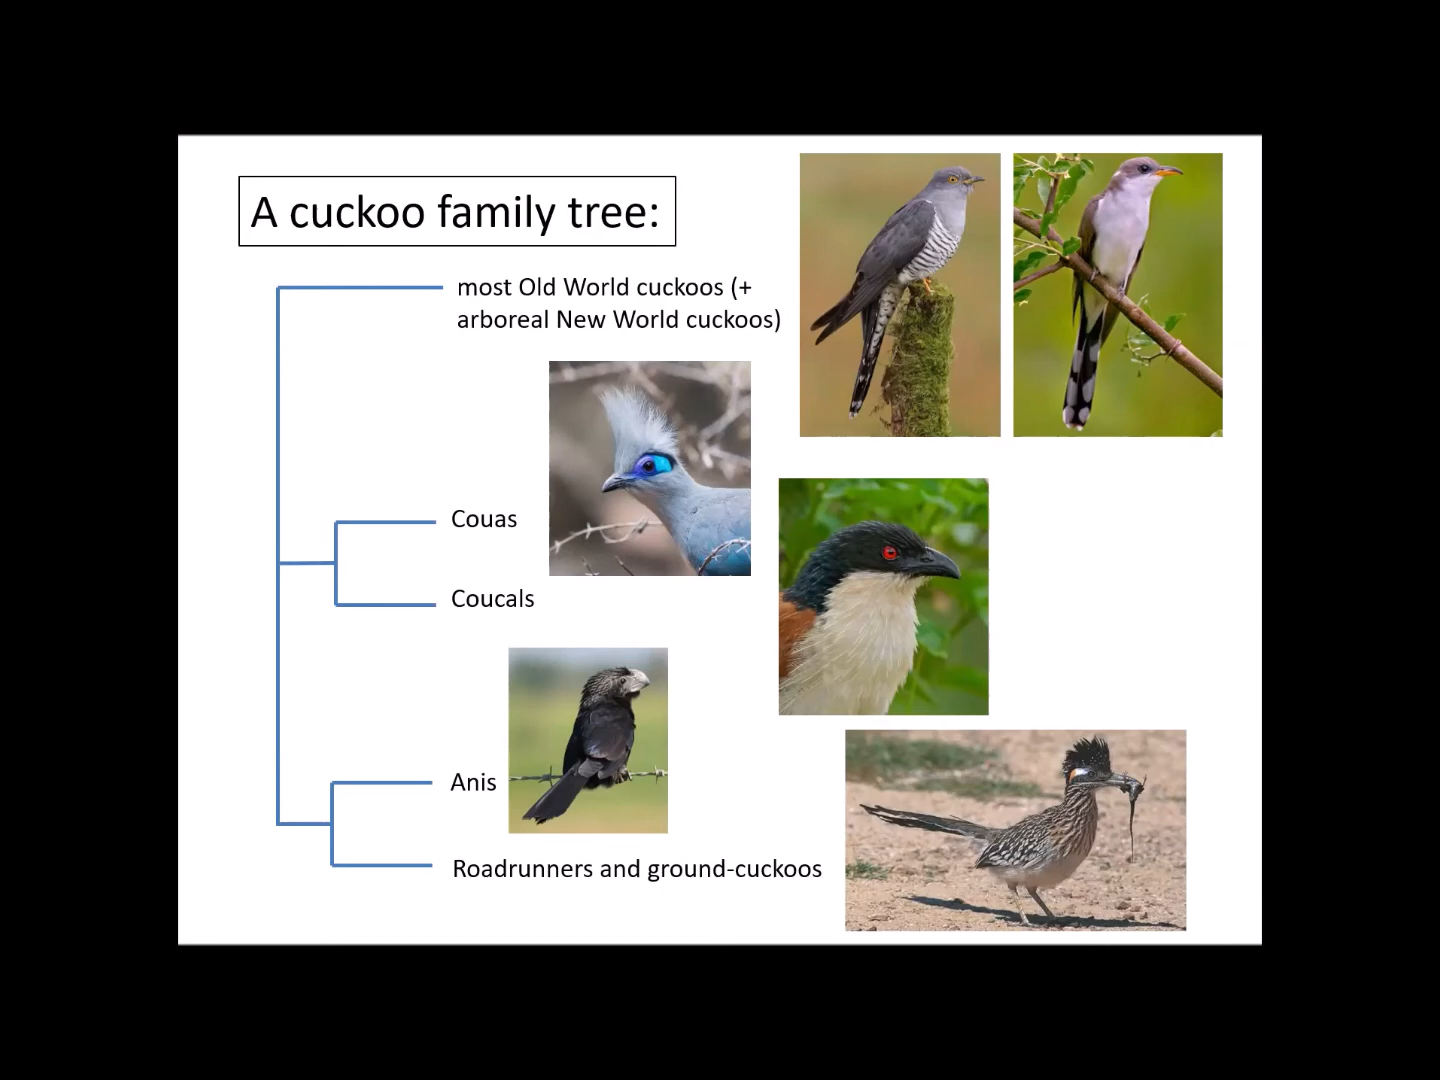 A cuckoo family tree:
most Old World cuckoos (+
arboreal New World cuckoos)
Couas
Coucals
Anis
Roadrunners and ground-cuckoos